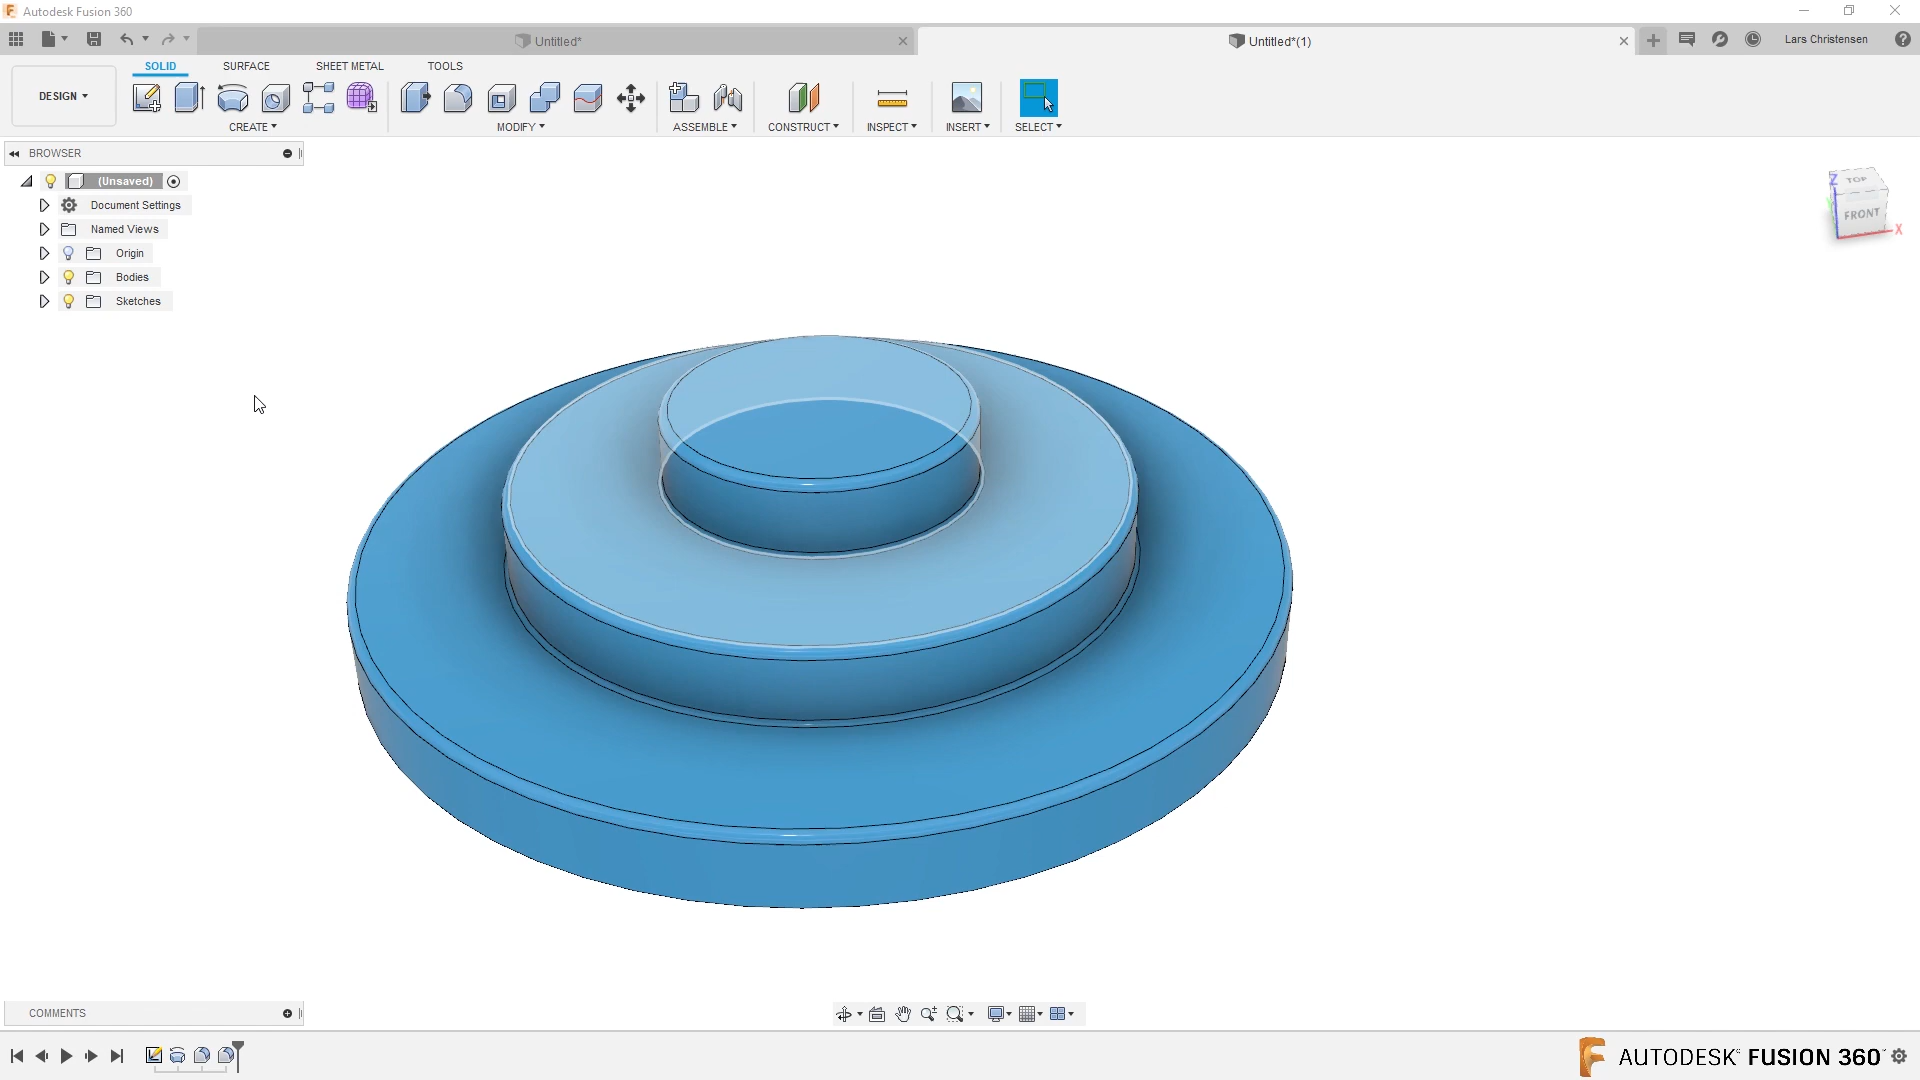 Autodesk Fusion 360
Untitled*
Untitled*(1)
Lars Christensen
DESIGN
SOLID
SURFACE
SHEET METAL
TOOLS
CREATE
MODIFY
ASSEMBLE
CONSTRUCT
INSPECT
INSERT
SELECT
BROWSER
(Unsaved)
Document Settings
Named Views
Origin
Bodies
Sketches
Z
TOP
FRONT
X
COMMENTS
AUTODESK® FUSION 360™